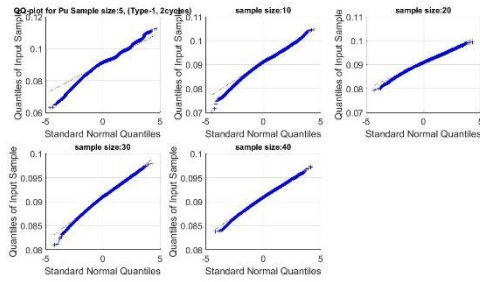 QQ-plot for Pu Sample size:5, (Type-1, 2cycles)
Quantiles of Input Sample
0.12
0.1
0.08
0.06
-5
0
5
Standard Normal Quantiles
sample size:10
Quantiles of Input Sample
0.11
0.1
0.09
0.08
0.07
-5
0
5
Standard Normal Quantiles
sample size:20
Quantiles of Input Sample
0.11
0.1
0.09
0.08
0.07
-5
0
5
Standard Normal Quantiles
sample size:30
Quantiles of Input Sample
0.1
0.095
0.09
0.085
0.08
-5
0
5
Standard Normal Quantiles
sample size:40
Quantiles of Input Sample
0.1
0.095
0.09
0.085
0.08
-5
0
5
Standard Normal Quantiles